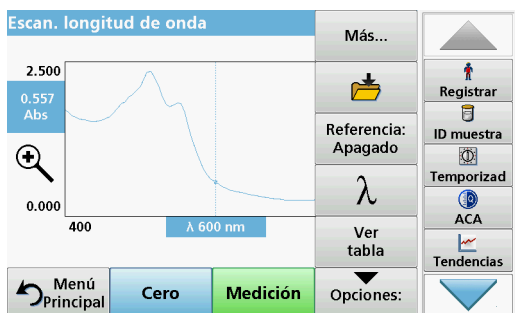 Escan. longitud de onda
Más...
2.500
0.557
Abs
Referencia:
Apagado
λ
0.000
400
λ 600 nm
Ver
tabla
Menú
Principal
Cero
Medición
Opciones:
Registrar
ID muestra
Temporizad
ACA
Tendencias